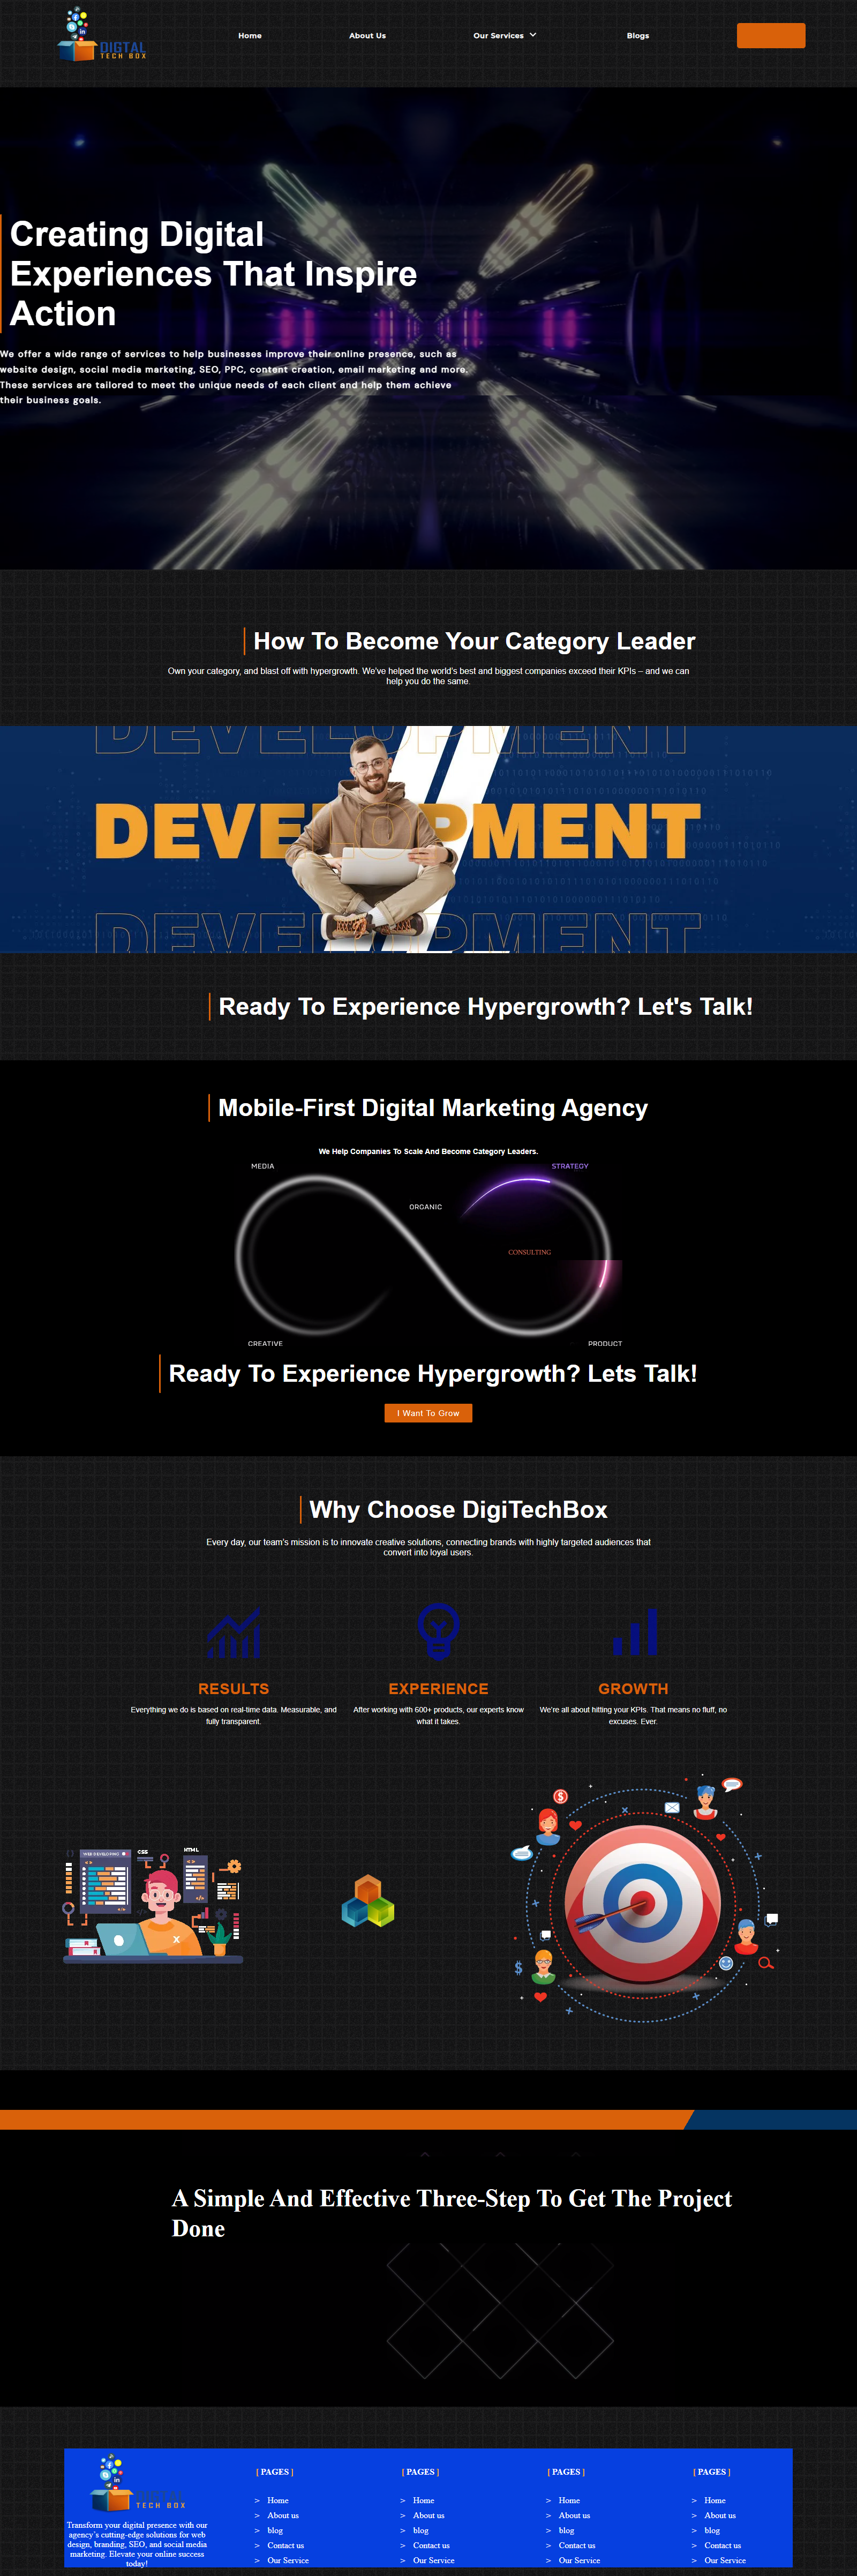 DIGTAL
TECH BOX
Home
About Us
Our Services
Blogs
Creating Digital
Experiences That Inspire
Action
We offer a wide range of services to help businesses improve their online presence, such as
website design, social media marketing, SEO, PPC, content creation, email marketing and more.
These services are tailored to meet the unique needs of each client and help them achieve
their business goals.
How To Become Your Category Leader
Own your category, and blast off with hypergrowth. We've helped the world's best and biggest companies exceed their KPIs – and we can
help you do the same.
DEVELOPMENT
DEVELOPMENT
DEVELOPMENT
Ready To Experience Hypergrowth? Let's Talk!
Mobile-First Digital Marketing Agency
We Help Companies To Scale And Become Category Leaders.
MEDIA
STRATEGY
ORGANIC
CONSULTING
CREATIVE
PRODUCT
Ready To Experience Hypergrowth? Lets Talk!
I Want To Grow
Why Choose DigiTechBox
Every day, our team's mission is to innovate creative solutions, connecting brands with highly targeted audiences that
convert into loyal users.
RESULTS
Everything we do is based on real-time data. Measurable, and
fully transparent.
EXPERIENCE
After working with 600+ products, our experts know
what it takes.
GROWTH
We're all about hitting your KPIs. That means no fluff, no
excuses. Ever.
WEB DEVELOPING
CSS
HTML
A Simple And Effective Three-Step To Get The Project
Done
TECH BOX
Transform your digital presence with our
agency's cutting-edge solutions for web
design, branding, SEO, and social media
marketing. Elevate your online success
today!
[ PAGES ]
> Home
> About us
> blog
> Contact us
> Our Service
[ PAGES ]
> Home
> About us
> blog
> Contact us
> Our Service
[ PAGES ]
> Home
> About us
> blog
> Contact us
> Our Service
[ PAGES ]
> Home
> About us
> blog
> Contact us
> Our Service